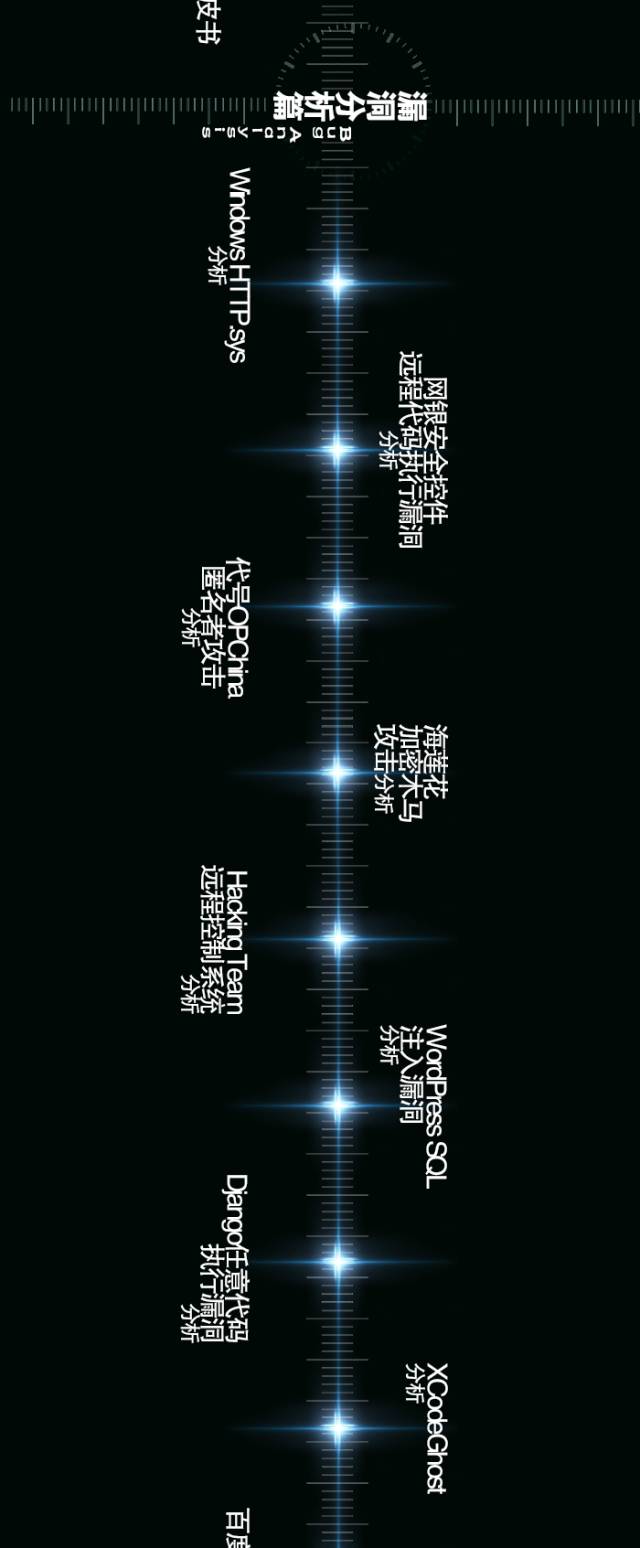 皮书
漏洞分析篇
Bug Anqiysis
Windows HTTP.sys
分析
网银安全控件
远程代码执行漏洞
分析
代号OPChina
匿名者攻击
分析
海莲花
加密木马
攻击分析
Hacking Team
远程控制系统
分析
WordPress SQL
注入漏洞
分析
Django任意代码
执行漏洞
分析
XCodeGhost
分析
百度